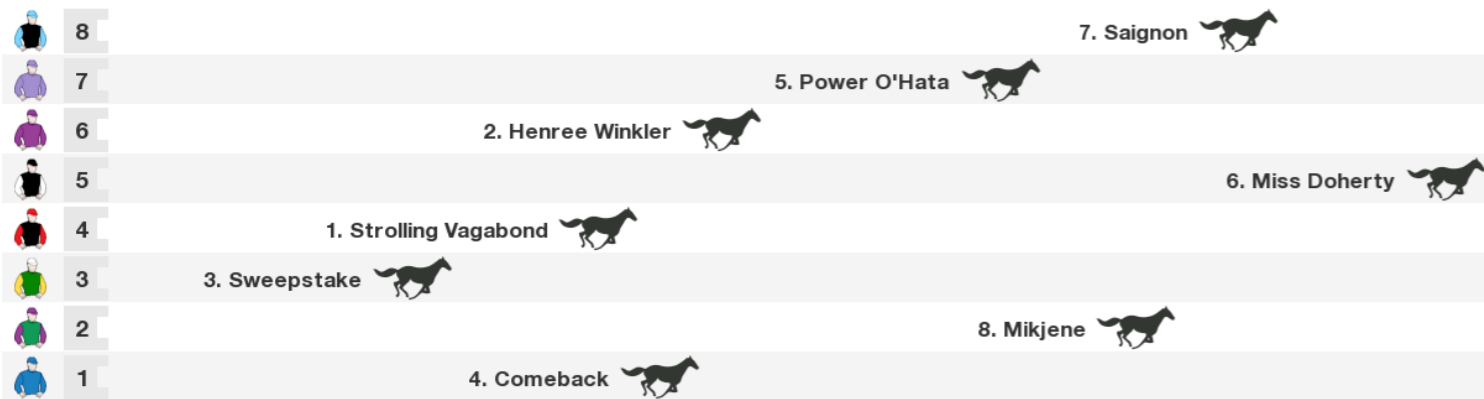 8 7. Saignon
7 5. Power O'Hata
6 2. Henree Winkler
5 6. Miss Doherty
4 1. Strolling Vagabond
3 3. Sweepstake
2 8. Mikjene
1 4. Comeback